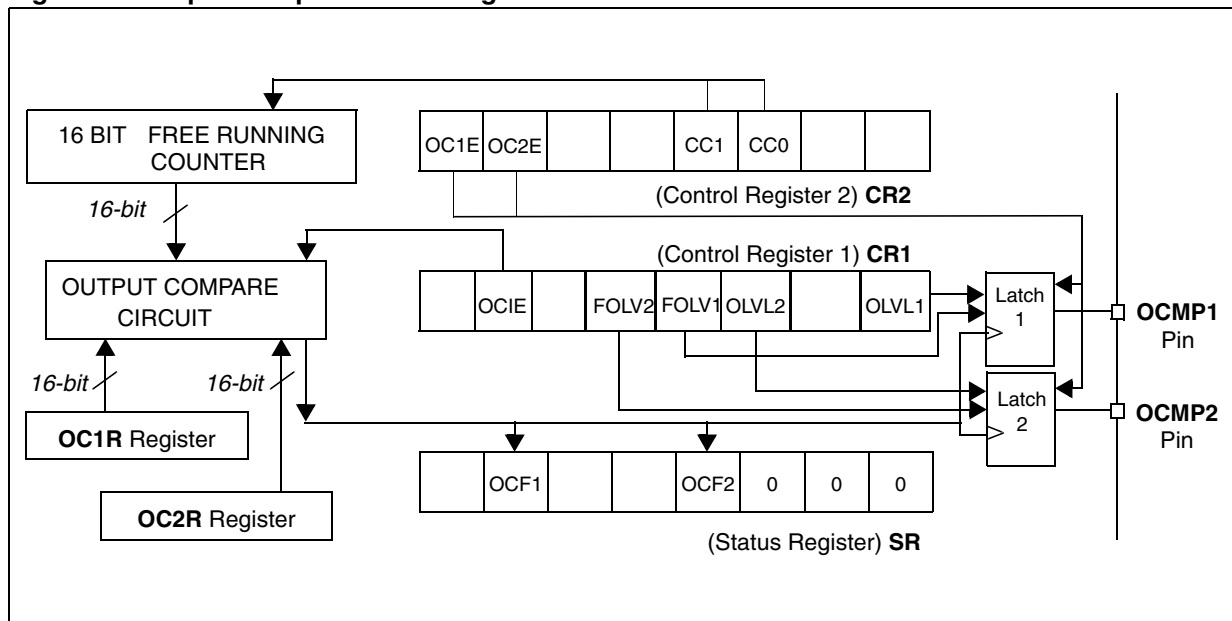 16 BIT FREE RUNNING
COUNTER
16-bit
OC1E OC2E CC1 CC0
(Control Register 2) CR2
(Control Register 1) CR1
OUTPUT COMPARE
CIRCUIT
OCIE FOLV2 FOLV1 OLVL2 OLVL1
Latch
1
OCMP1
Pin
16-bit
16-bit
Latch
2
OCMP2
Pin
OC1R Register
OCF1 OCF2 0 0 0
OC2R Register
(Status Register) SR